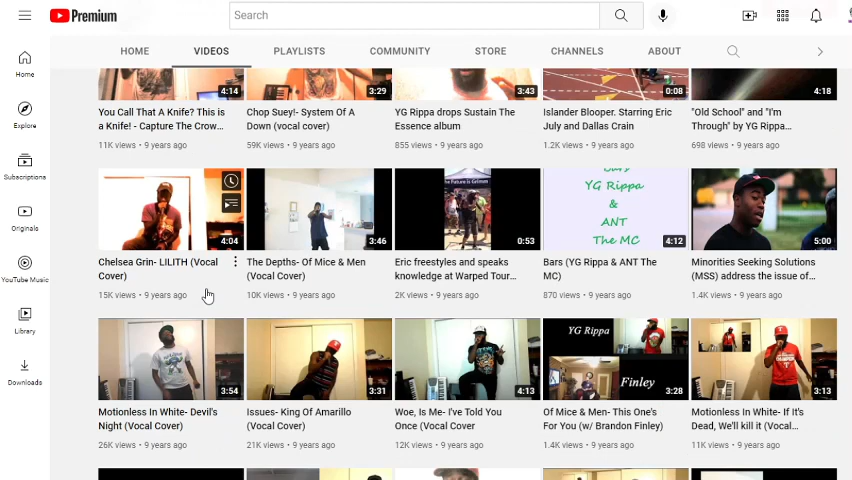 Premium
Search
HOME VIDEOS PLAYLISTS COMMUNITY STORE CHANNELS ABOUT
Home
Explore
Subscriptions
Originals
YouTube Music
Library
Downloads
4:14 3:29 3:43 0:08 4:18
You Call That A Knife? This is
a Knife! - Capture The Crow...
11K views • 9 years ago
Chop Suey!- System Of A
Down (vocal cover)
59K views • 9 years ago
YG Rippa drops Sustain The
Essence album
855 views • 9 years ago
Islander Blooper. Starring Eric
July and Dallas Crain
1.2K views • 9 years ago
"Old School" and "I'm
Through" by YG Rippa...
698 views • 9 years ago
The Future is Grimm
Bars
YG Rippa
&
ANT
The MC
4:04 3:46 0:53 4:12 5:00
Chelsea Grin- LILITH (Vocal
Cover)
15K views • 9 years ago
The Depths- Of Mice & Men
(Vocal Cover)
10K views • 9 years ago
Eric freestyles and speaks
knowledge at Warped Tour...
2K views • 9 years ago
Bars (YG Rippa & ANT The
MC)
870 views • 9 years ago
Minorities Seeking Solutions
(MSS) address the issue of...
1.4K views • 9 years ago
YG Rippa
Finley
3:54 3:31 4:13 3:28 3:13
Motionless In White- Devil's
Night (Vocal Cover)
26K views • 9 years ago
Issues- King Of Amarillo
(Vocal Cover)
21K views • 9 years ago
Woe, Is Me- I've Told You
Once (Vocal Cover
12K views • 9 years ago
Of Mice & Men- This One's
For You (w/ Brandon Finley)
1.4K views • 9 years ago
Motionless In White- If It's
Dead, We'll kill it (Vocal...
11K views • 9 years ago